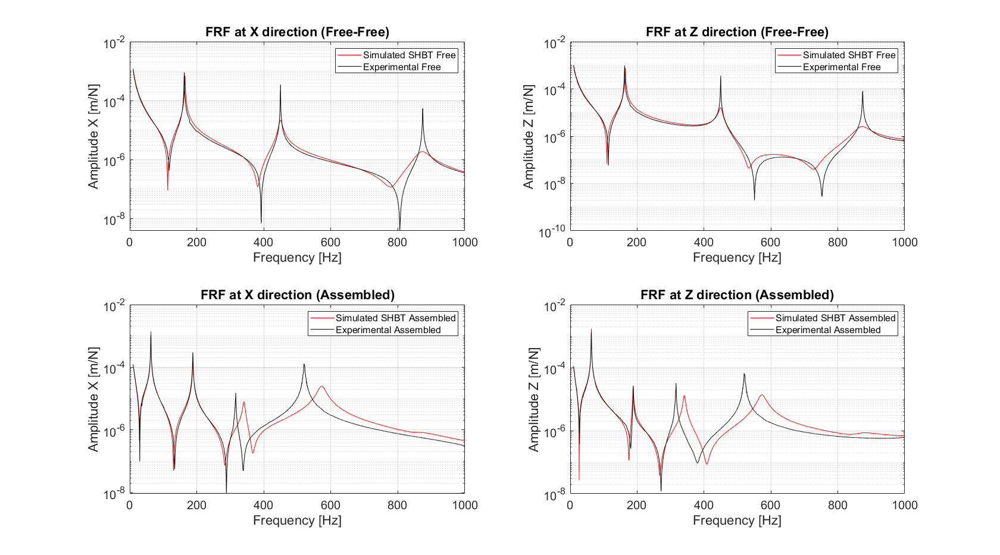 FRF at X direction (Free-Free)
10-2
10-4
10-6
10-8
Amplitude X [m/N]
Simulated SHBT Free
Experimental Free
0 200 400 600 800 1000
Frequency [Hz]
FRF at Z direction (Free-Free)
10-2
10-4
10-6
10-8
10-10
Amplitude Z [m/N]
Simulated SHBT Free
Experimental Free
0 200 400 600 800 1000
Frequency [Hz]
FRF at X direction (Assembled)
10-2
10-4
10-6
10-8
Amplitude X [m/N]
Simulated SHBT Assembled
Experimental Assembled
0 200 400 600 800 1000
Frequency [Hz]
FRF at Z direction (Assembled)
10-2
10-4
10-6
10-8
Amplitude Z [m/N]
Simulated SHBT Assembled
Experimental Assembled
0 200 400 600 800 1000
Frequency [Hz]